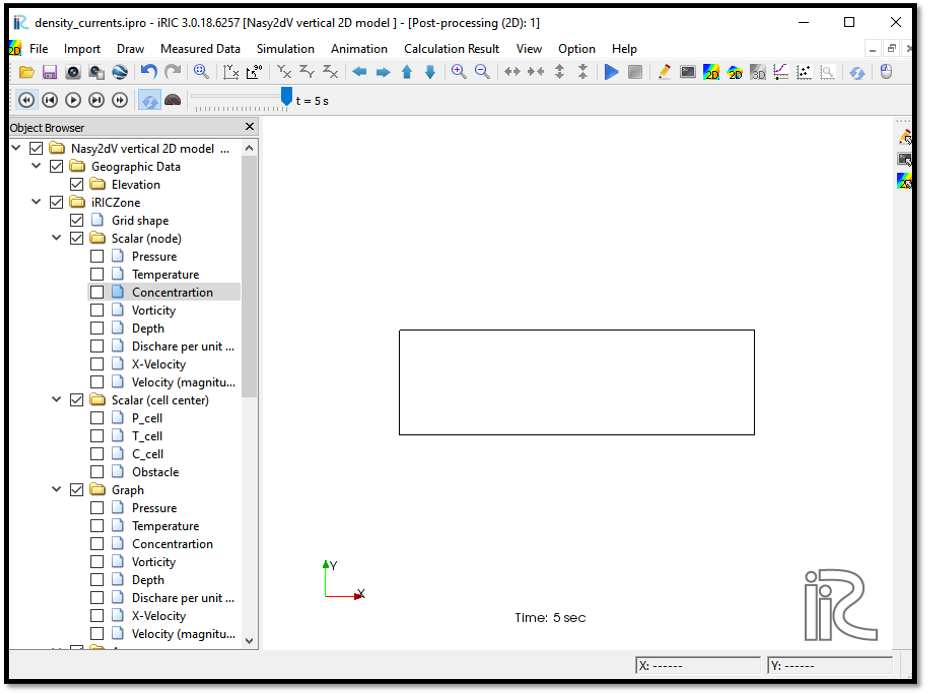 density_currents.ipro - iRIC 3.0.18.6257 [Nasy2dV vertical 2D model ] - [Post-processing (2D): 1]
File Import Draw Measured Data Simulation Animation Calculation Result View Option Help
t = 5 s
Object Browser
Nasy2dV vertical 2D model ...
Geographic Data
Elevation
iRICZone
Grid shape
Scalar (node)
Pressure
Temperature
Concentrartion
Vorticity
Depth
Dischare per unit ...
X-Velocity
Velocity (magnitu...
Scalar (cell center)
P_cell
T_cell
C_cell
Obstacle
Graph
Pressure
Temperature
Concentrartion
Vorticity
Depth
Dischare per unit ...
X-Velocity
Velocity (magnitu...
Y
X
Time: 5 sec
iRIC
X: ------
Y: ------